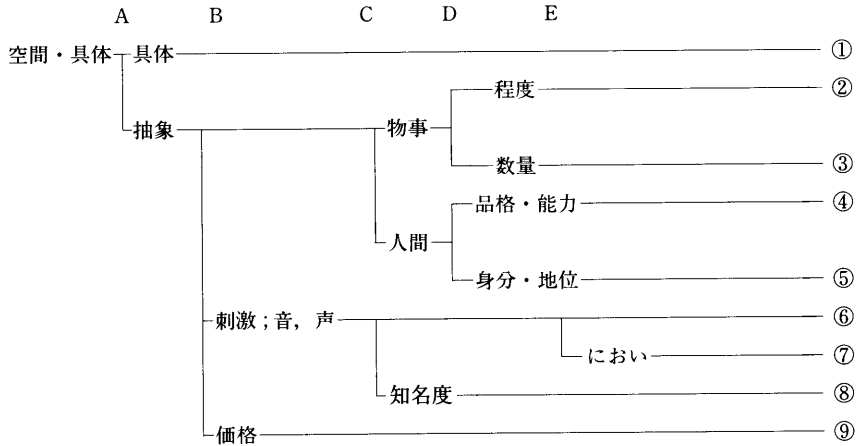 A B C D E
空間・具体 具体 ①
程度 ②
抽象 物事
数量 ③
品格・能力 ④
人間
身分・地位 ⑤
刺激；音，声 ⑥
におい ⑦
知名度 ⑧
価格 ⑨